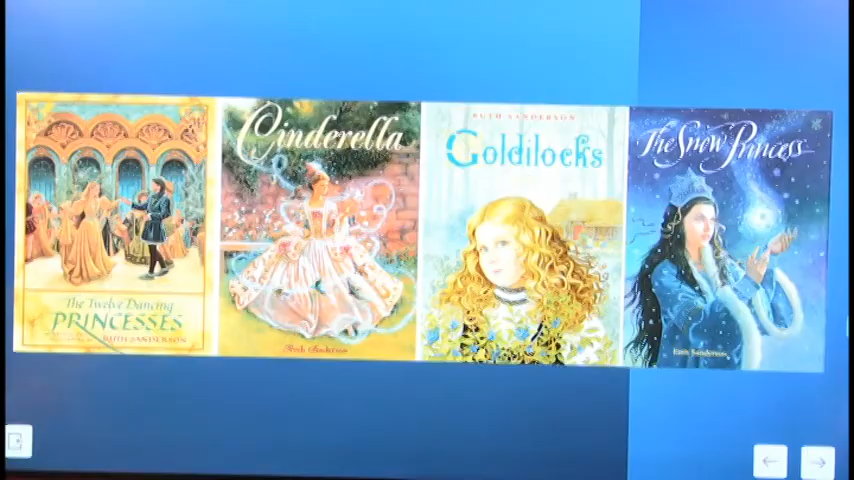 The Twelve Dancing
PRINCESSES
RUTH SANDERSON
Cinderella
Ruth Sanderson
RUTH SANDERSON
Goldilocks
The Snow Princess
Ruth Sanderson